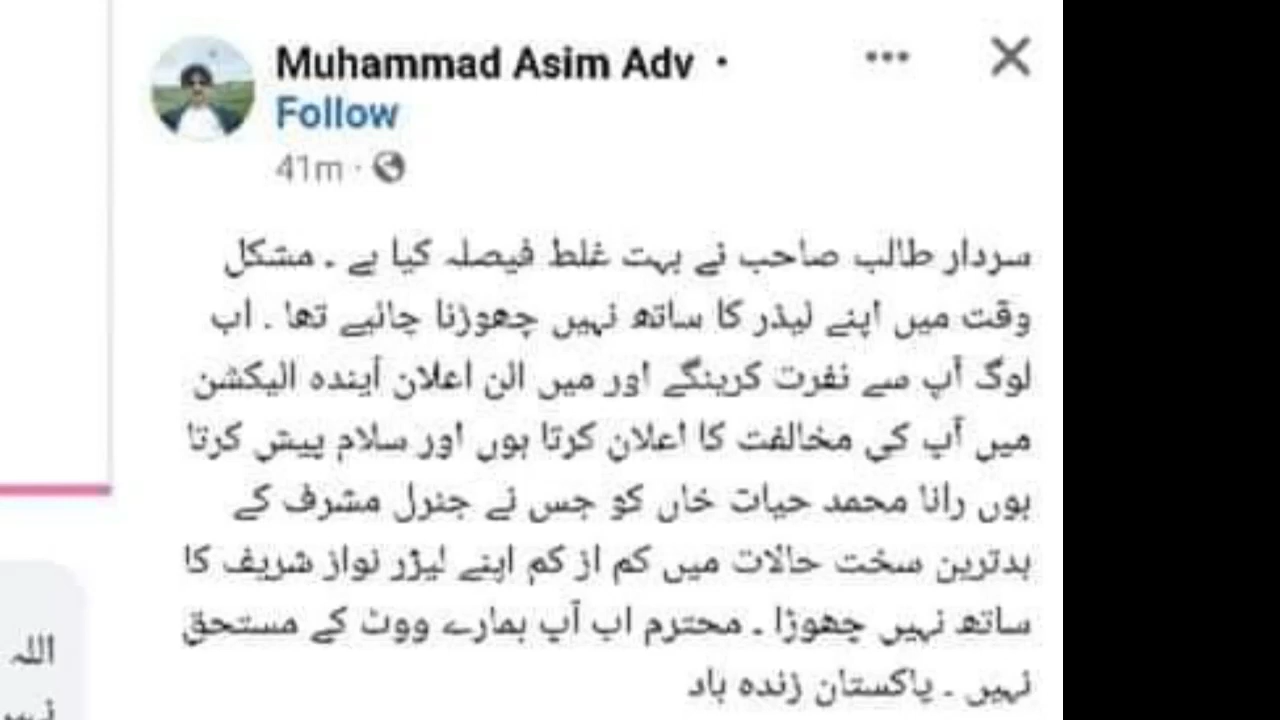 Muhammad Asim Adv ·
Follow
41m ·
سردار طالب صاحب نے بہت غلط فیصلہ کیا ہے ۔ مشکل
وقت میں اپنے لیڈر کا ساتھ نہیں چھوڑنا چائیے تھا ۔ اب
لوگ آپ سے نفرت کرینگے اور میں الن اعلان آیندہ الیکشن
میں آپ کی مخالفت کا اعلان کرتا ہوں اور سلام پیش کرتا
ہوں رانا محمد حیات خاں کو جس نے جنرل مشرف کے
بدترین سخت حالات میں کم از کم اپنے لیڑر نواز شریف کا
ساتھ نہیں چھوڑا ۔ محترم اب آپ ہمارے ووٹ کے مستحق
نہیں ۔ پاکستان زندہ باد
اللہ